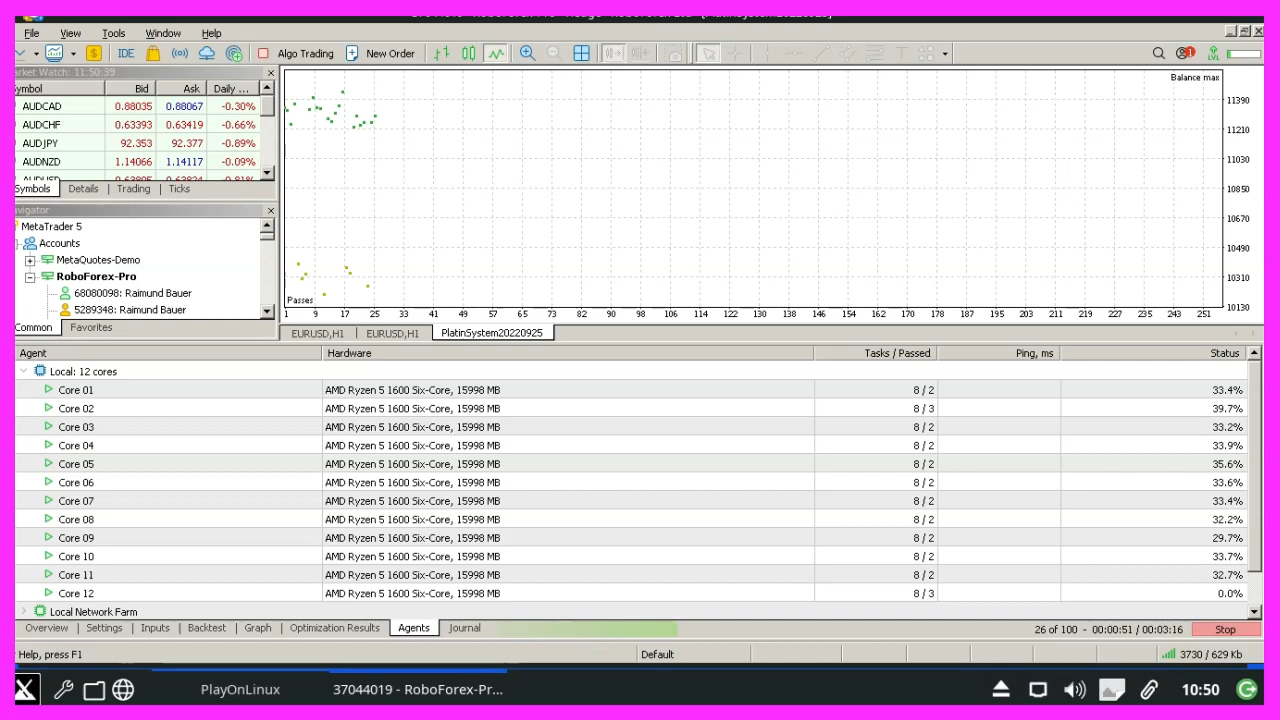 File View Tools Window Help
IDE Algo Trading New Order
Market Watch: 11:50:39
Symbol Bid Ask Daily ...
AUDCAD 0.88035 0.88067 -0.30%
AUDCHF 0.63393 0.63419 -0.66%
AUDJPY 92.353 92.377 -0.89%
AUDNZD 1.14066 1.14117 -0.09%
Symbols Details Trading Ticks
Navigator
MetaTrader 5
Accounts
MetaQuotes-Demo
RoboForex-Pro
68080098: Raimund Bauer
5289348: Raimund Bauer
Common Favorites
Balance max
11390
11210
11030
10850
10670
10490
10310
10130
Passes
1 9 17 25 33 41 49 57 66 74 82 90 98 106 114 122 130 138 146 154 162 170 178 187 195 203 211 219 227 235 243 251
EURUSD,H1 EURUSD,H1 PlatinSystem20220925
Agent Hardware Tasks / Passed Ping, ms Status
Local: 12 cores
Core 01 AMD Ryzen 5 1600 Six-Core, 15998 MB 8 / 2 33.4%
Core 02 AMD Ryzen 5 1600 Six-Core, 15998 MB 8 / 3 39.7%
Core 03 AMD Ryzen 5 1600 Six-Core, 15998 MB 8 / 2 33.2%
Core 04 AMD Ryzen 5 1600 Six-Core, 15998 MB 8 / 2 33.9%
Core 05 AMD Ryzen 5 1600 Six-Core, 15998 MB 8 / 2 35.6%
Core 06 AMD Ryzen 5 1600 Six-Core, 15998 MB 8 / 2 33.6%
Core 07 AMD Ryzen 5 1600 Six-Core, 15998 MB 8 / 2 33.4%
Core 08 AMD Ryzen 5 1600 Six-Core, 15998 MB 8 / 2 32.2%
Core 09 AMD Ryzen 5 1600 Six-Core, 15998 MB 8 / 2 29.7%
Core 10 AMD Ryzen 5 1600 Six-Core, 15998 MB 8 / 2 33.7%
Core 11 AMD Ryzen 5 1600 Six-Core, 15998 MB 8 / 2 32.7%
Core 12 AMD Ryzen 5 1600 Six-Core, 15998 MB 8 / 3 0.0%
Local Network Farm
Overview Settings Inputs Backtest Graph Optimization Results Agents Journal 26 of 100 - 00:00:51 / 00:03:16 Stop
Help, press F1 Default 3730 / 629 Kb
PlayOnLinux 37044019 - RoboForex-Pr... 10:50